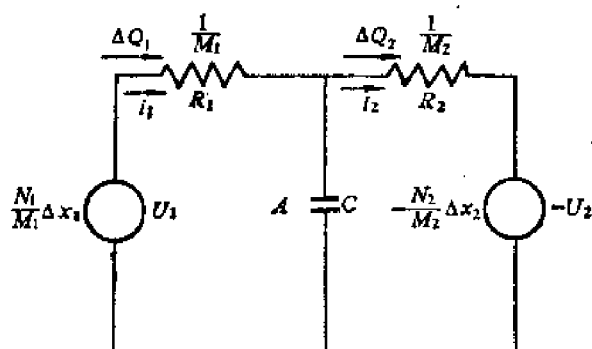 ΔQ₁
1/M₁
ΔQ₂
1/M₂
i₁
R₁
I₂
R₂
N₁/M₁ Δx₁
U₁
A
C
-N₂/M₂ Δx₂
-U₂